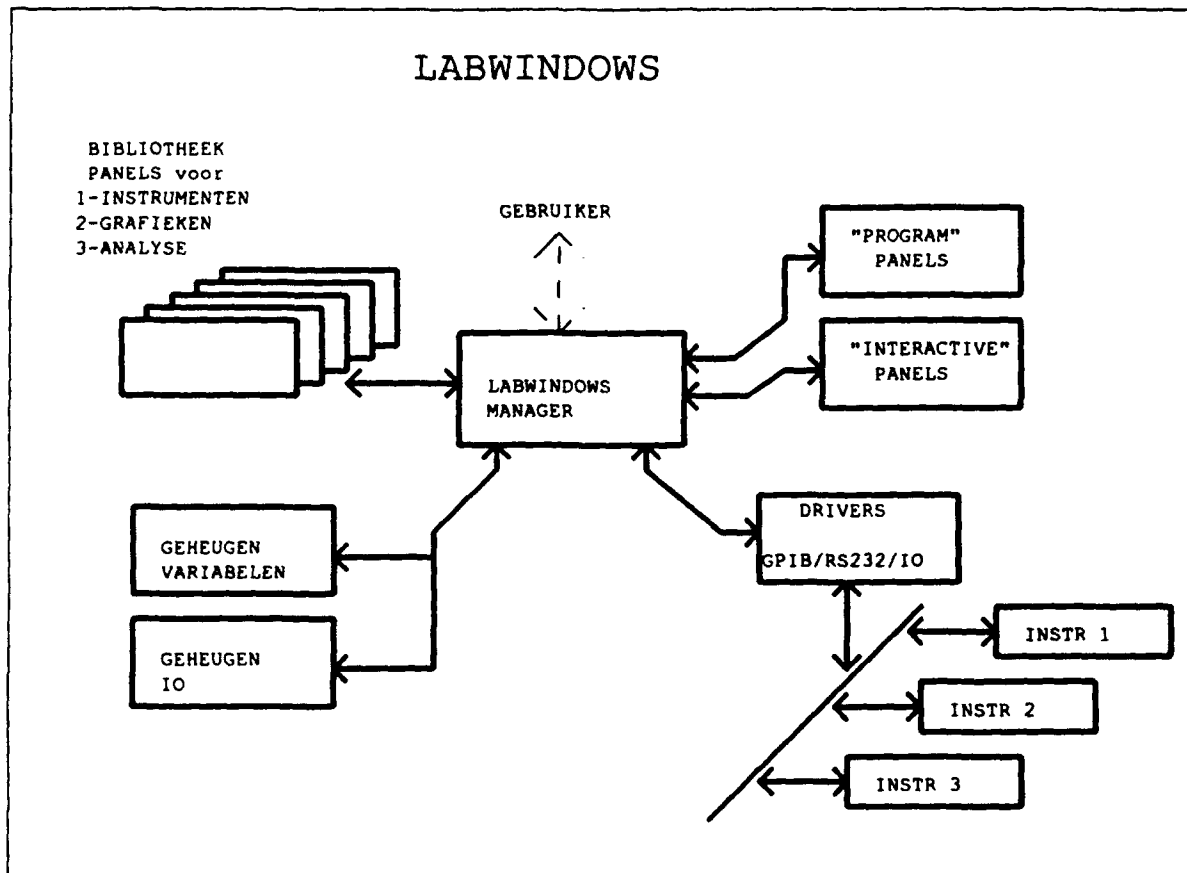 LABWINDOWS
BIBLIOTHEEK
PANELS voor
1-INSTRUMENTEN
2-GRAFIEKEN
3-ANALYSE
GEBRUIKER
"PROGRAM"
PANELS
"INTERACTIVE"
PANELS
LABWINDOWS
MANAGER
GEHEUGEN
VARIABELEN
GEHEUGEN
IO
DRIVERS
GPIB/RS232/IO
INSTR 1
INSTR 2
INSTR 3